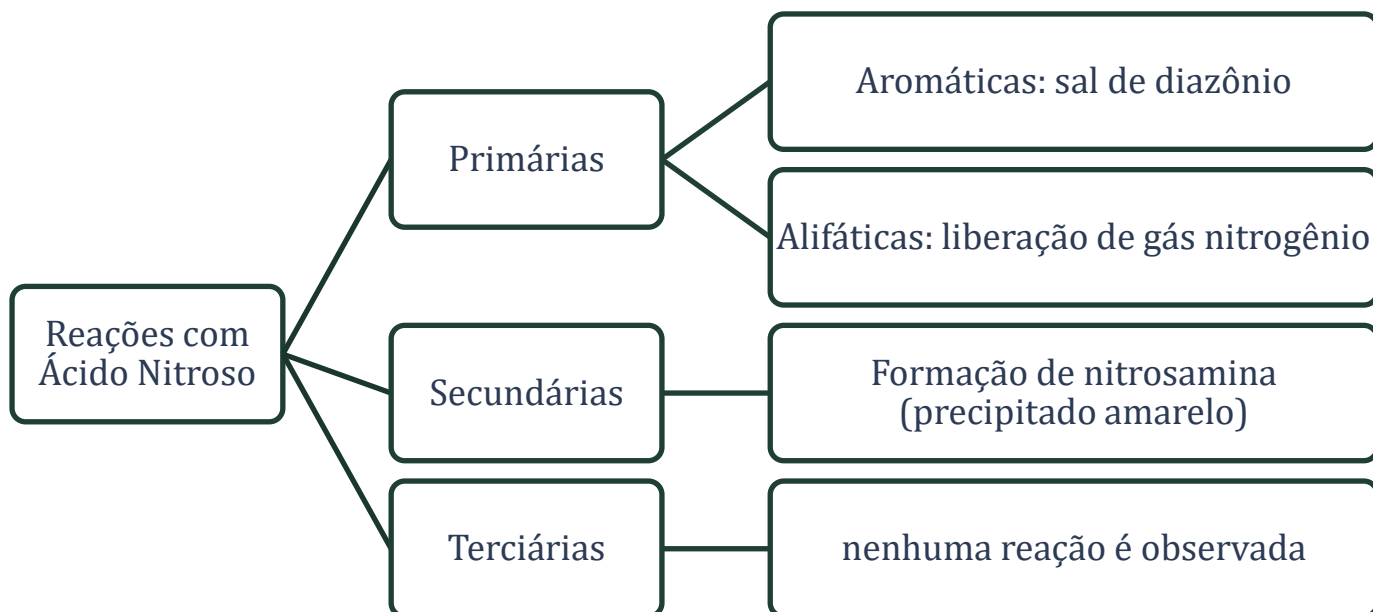 Reações com
Ácido Nitroso
Primárias
Aromáticas: sal de diazônio
Alifáticas: liberação de gás nitrogênio
Secundárias
Formação de nitrosamina
(precipitado amarelo)
Terciárias
nenhuma reação é observada